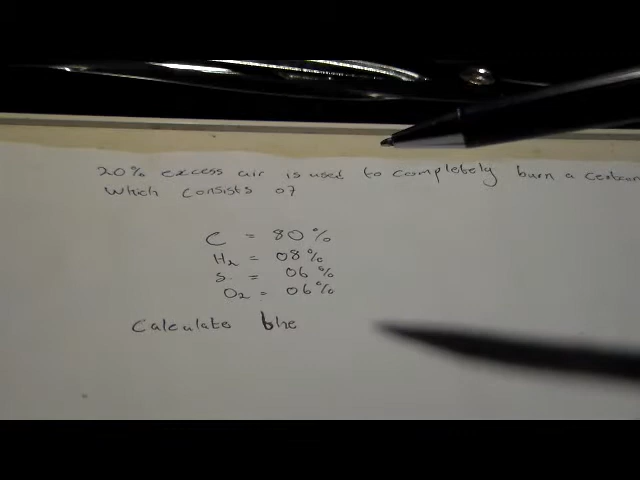 20% excess air is used to completely burn a
Which consists of
C = 80%
H2 = 08%
S. = 06%
O2 = 06%
Calculate the